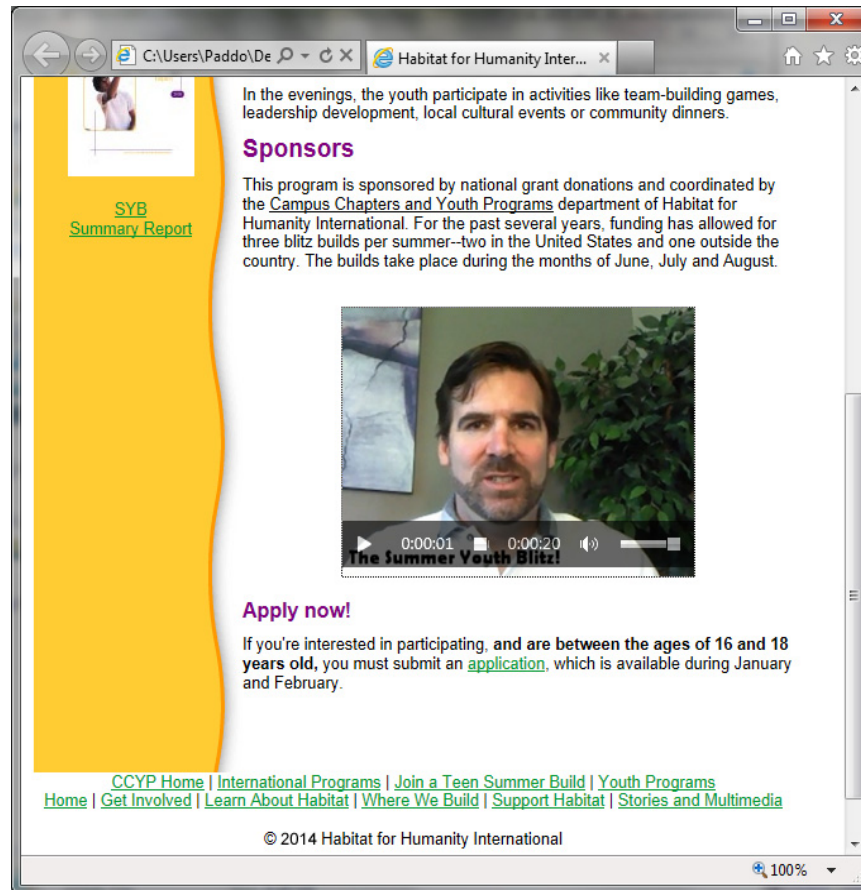 C:\Users\Paddo\De
Habitat for Humanity Inter...
In the evenings, the youth participate in activities like team-building games,
leadership development, local cultural events or community dinners.
Sponsors
SYB
Summary Report
This program is sponsored by national grant donations and coordinated by
the Campus Chapters and Youth Programs department of Habitat for
Humanity International. For the past several years, funding has allowed for
three blitz builds per summer--two in the United States and one outside the
country. The builds take place during the months of June, July and August.
0:00:01 0:00:20
The Summer Youth Blitz!
Apply now!
If you're interested in participating, and are between the ages of 16 and 18
years old, you must submit an application, which is available during January
and February.
CCYP Home | International Programs | Join a Teen Summer Build | Youth Programs
Home | Get Involved | Learn About Habitat | Where We Build | Support Habitat | Stories and Multimedia
© 2014 Habitat for Humanity International
100%